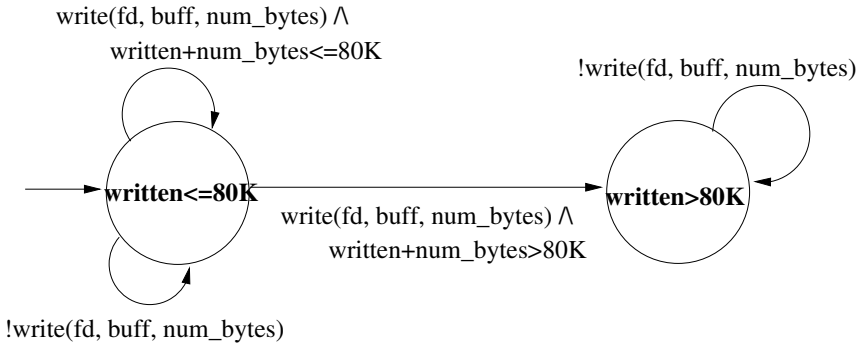 write(fd, buff, num_bytes) /\
written+num_bytes<=80K
!write(fd, buff, num_bytes)
written<=80K
written>80K
write(fd, buff, num_bytes) /\
written+num_bytes>80K
!write(fd, buff, num_bytes)